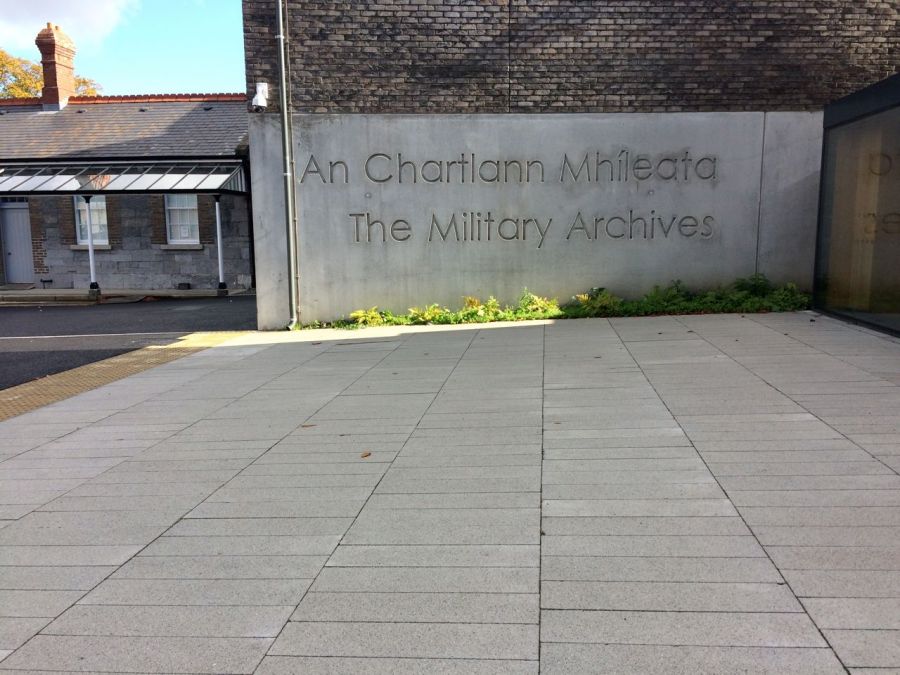 An Chartlann Mhíleata
The Military Archives